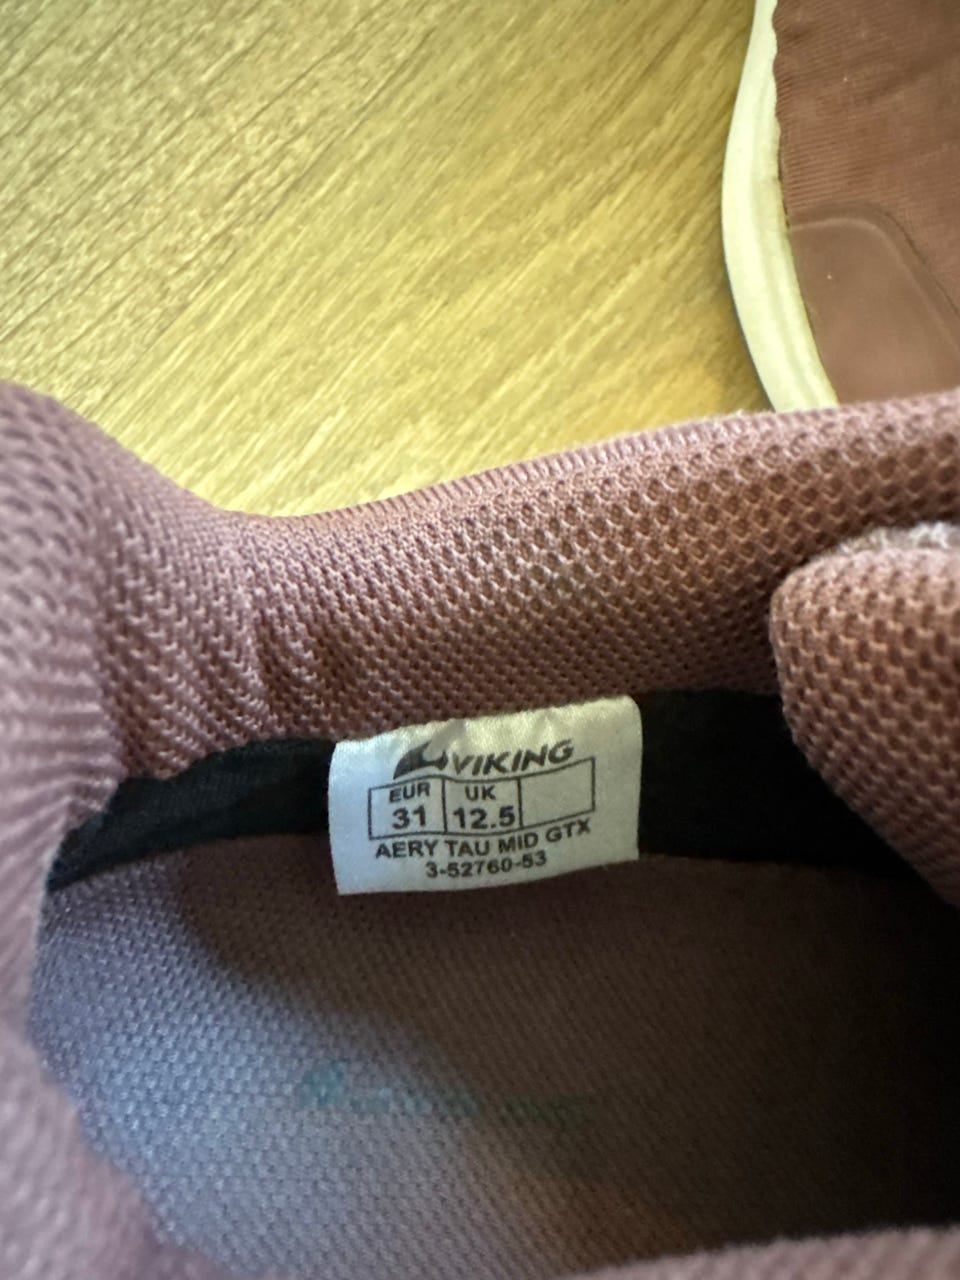 VIKING
EUR UK
31 12.5
AERY TAU MID GTX
3-52760-53